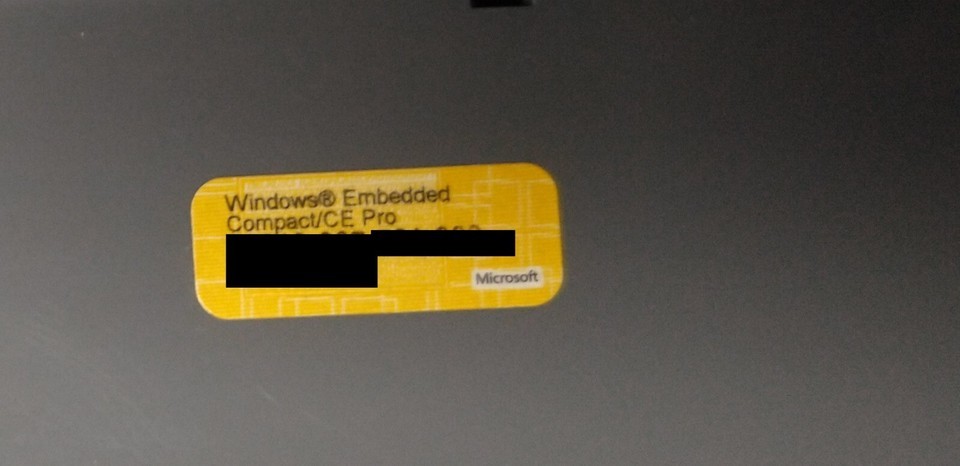 Windows® Embedded
Compact/CE Pro
Microsoft